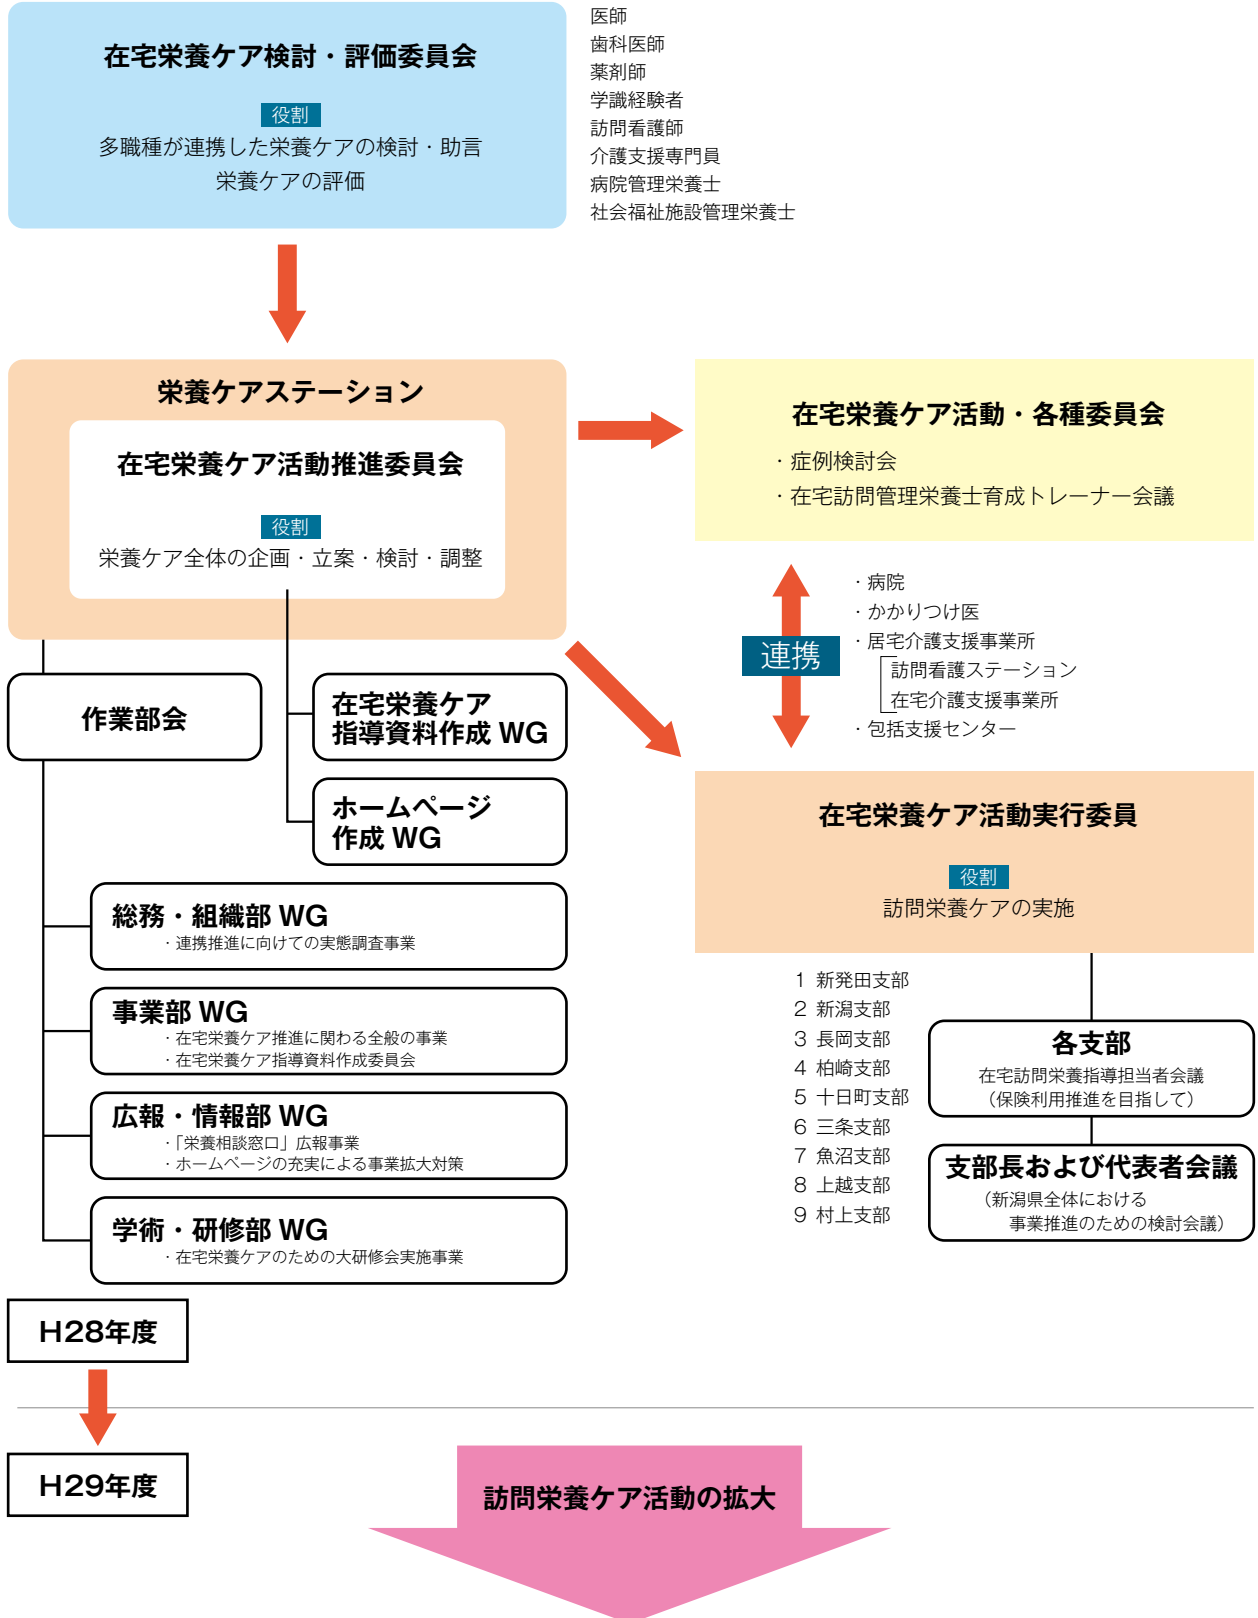 在宅栄養ケア検討・評価委員会
役割
多職種が連携した栄養ケアの検討・助言
栄養ケアの評価
医師
歯科医師
薬剤師
学識経験者
訪問看護師
介護支援専門員
病院管理栄養士
社会福祉施設管理栄養士
栄養ケアステーション
在宅栄養ケア活動推進委員会
役割
栄養ケア全体の企画・立案・検討・調整
在宅栄養ケア活動・各種委員会
・症例検討会
・在宅訪問管理栄養士育成トレーナー会議
連携
・病院
・かかりつけ医
・居宅介護支援事業所
訪問看護ステーション
在宅介護支援事業所
・包括支援センター
作業部会
在宅栄養ケア
指導資料作成 WG
ホームページ
作成 WG
総務・組織部 WG
・連携推進に向けての実態調査事業
事業部 WG
・在宅栄養ケア推進に関わる全般の事業
・在宅栄養ケア指導資料作成委員会
広報・情報部 WG
・「栄養相談窓口」広報事業
・ホームページの充実による事業拡大対策
学術・研修部 WG
・在宅栄養ケアのための大研修会実施事業
在宅栄養ケア活動実行委員
役割
訪問栄養ケアの実施
1 新発田支部
2 新潟支部
3 長岡支部
4 柏崎支部
5 十日町支部
6 三条支部
7 魚沼支部
8 上越支部
9 村上支部
各支部
在宅訪問栄養指導担当者会議
（保険利用推進を目指して）
支部長および代表者会議
（新潟県全体における
事業推進のための検討会議）
H28年度
H29年度
訪問栄養ケア活動の拡大